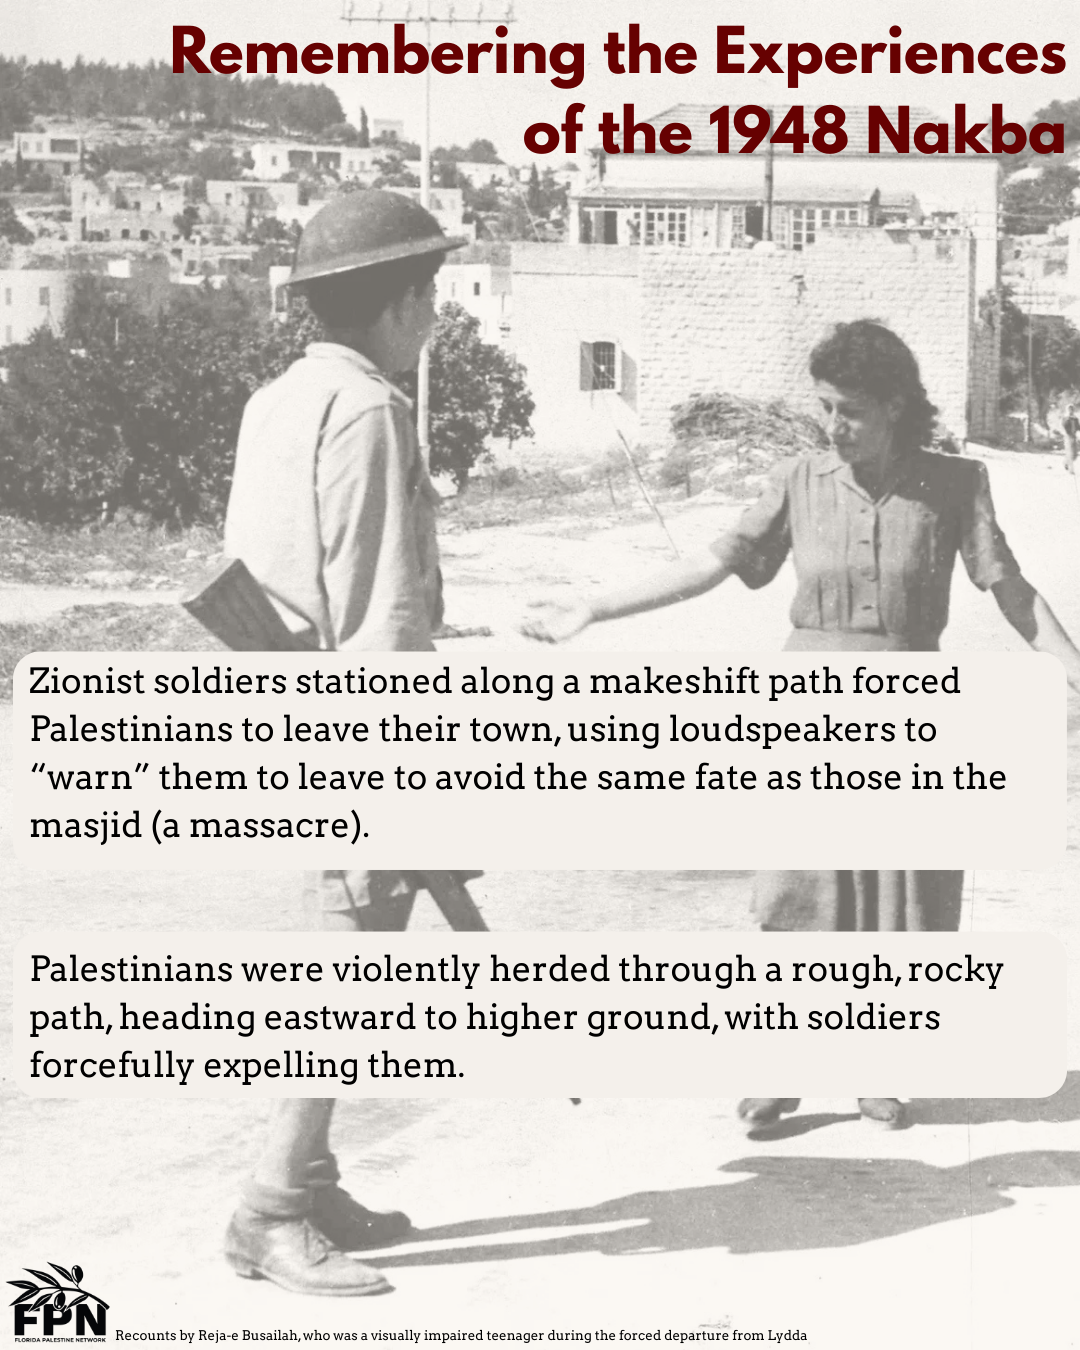 Remembering the Experiences
of the 1948 Nakba
Zionist soldiers stationed along a makeshift path forced
Palestinians to leave their town, using loudspeakers to
“warn” them to leave to avoid the same fate as those in the
masjid (a massacre).
Palestinians were violently herded through a rough, rocky
path, heading eastward to higher ground, with soldiers
forcefully expelling them.
FPN
FLORIDA PALESTINE NETWORK
Recounts by Reja-e Busailah, who was a visually impaired teenager during the forced departure from Lydda